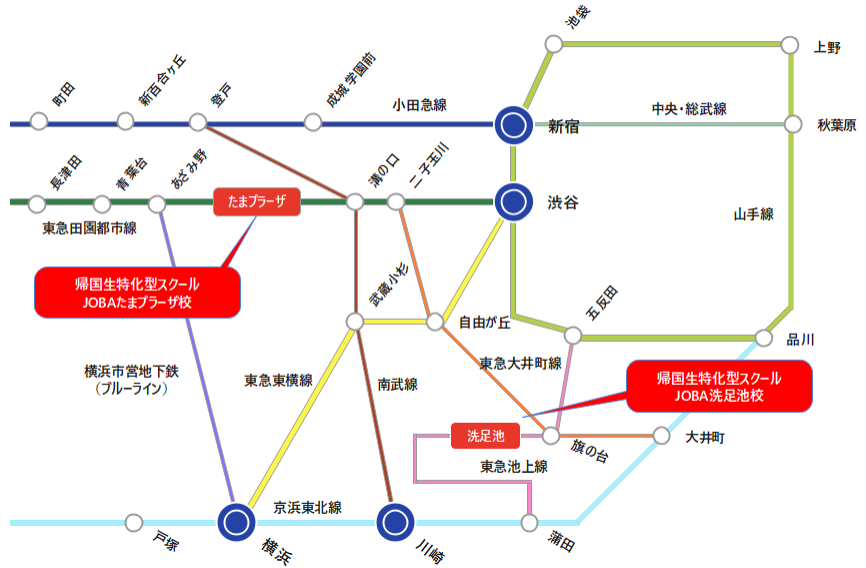 池袋
上野
町田
新百合ヶ丘
登戸
成城学園前
小田急線
新宿
中央・総武線
秋葉原
長津田
青葉台
あざみ野
たまプラーザ
溝の口
二子玉川
渋谷
山手線
東急田園都市線
帰国生特化型スクール
JOBAたまプラーザ校
武蔵小杉
自由が丘
五反田
品川
横浜市営地下鉄
（ブルーライン）
東急東横線
南武線
東急大井町線
帰国生特化型スクール
JOBA洗足池校
洗足池
旗の台
大井町
東急池上線
京浜東北線
戸塚
横浜
川崎
蒲田